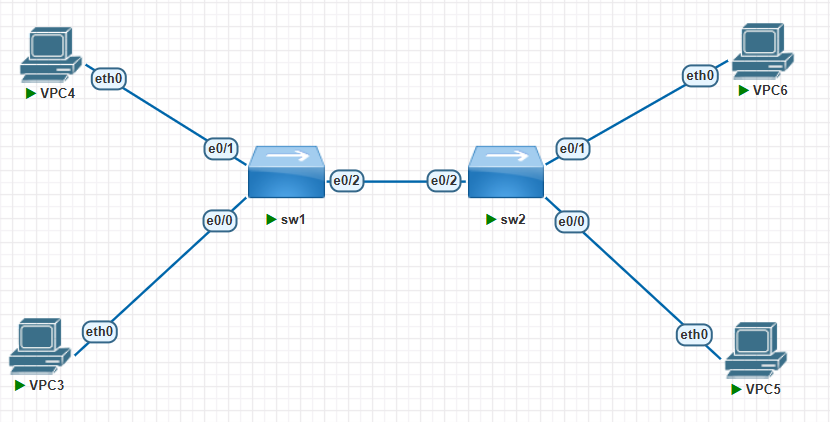 eth0
VPC4
eth0
VPC6
e0/1
e0/1
e0/2
e0/2
sw1
sw2
e0/0
e0/0
eth0
VPC3
eth0
VPC5